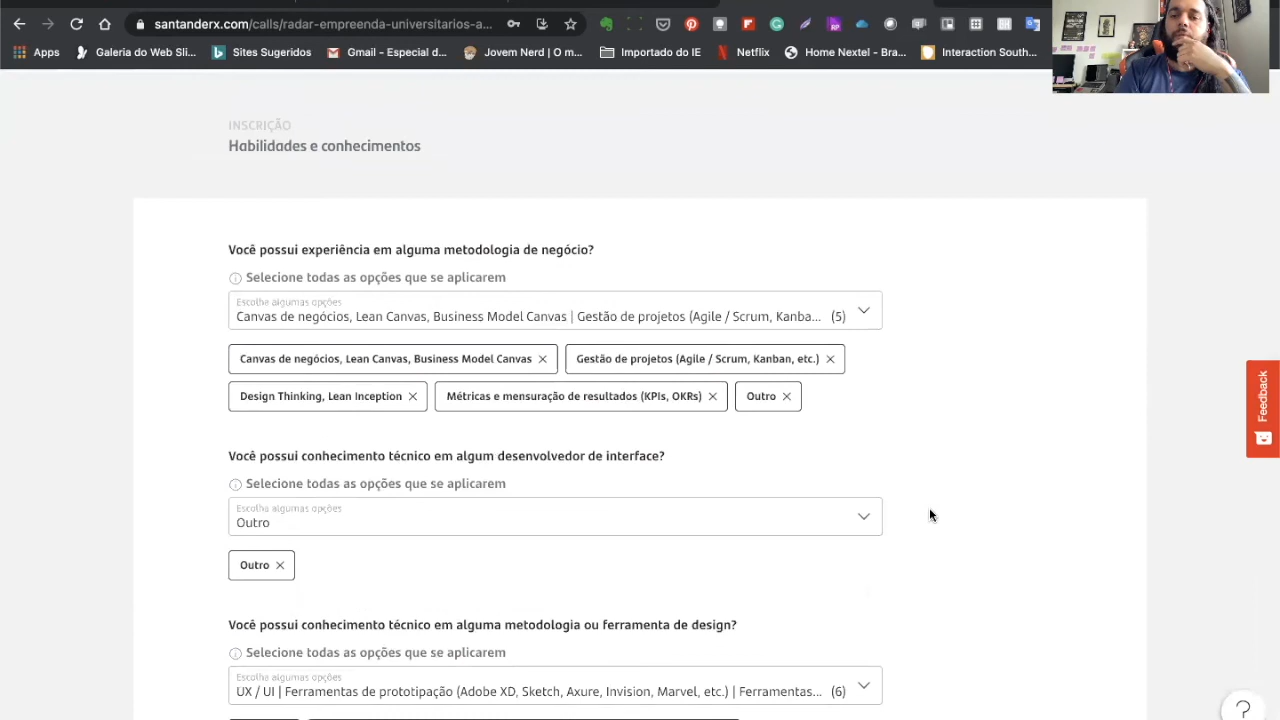 santanderx.com/calls/radar-empreenda-universitarios-a...
Apps
Galeria do Web Sli...
Sites Sugeridos
Gmail – Especial d...
Jovem Nerd | O m...
Importado do IE
Netflix
Home Nextel - Bra...
Interaction South...
INSCRIÇÃO
Habilidades e conhecimentos
Você possui experiência em alguma metodologia de negócio?
Selecione todas as opções que se aplicarem
Escolha algumas opções
Canvas de negócios, Lean Canvas, Business Model Canvas | Gestão de projetos (Agile / Scrum, Kanba... (5)
Canvas de negócios, Lean Canvas, Business Model Canvas × Gestão de projetos (Agile / Scrum, Kanban, etc.) ×
Design Thinking, Lean Inception × Métricas e mensuração de resultados (KPIs, OKRs) × Outro ×
Você possui conhecimento técnico em algum desenvolvedor de interface?
Selecione todas as opções que se aplicarem
Escolha algumas opções
Outro
Outro ×
Você possui conhecimento técnico em alguma metodologia ou ferramenta de design?
Selecione todas as opções que se aplicarem
Escolha algumas opções
UX / UI | Ferramentas de prototipação (Adobe XD, Sketch, Axure, Invision, Marvel, etc.) | Ferramentas... (6)
Feedback
?